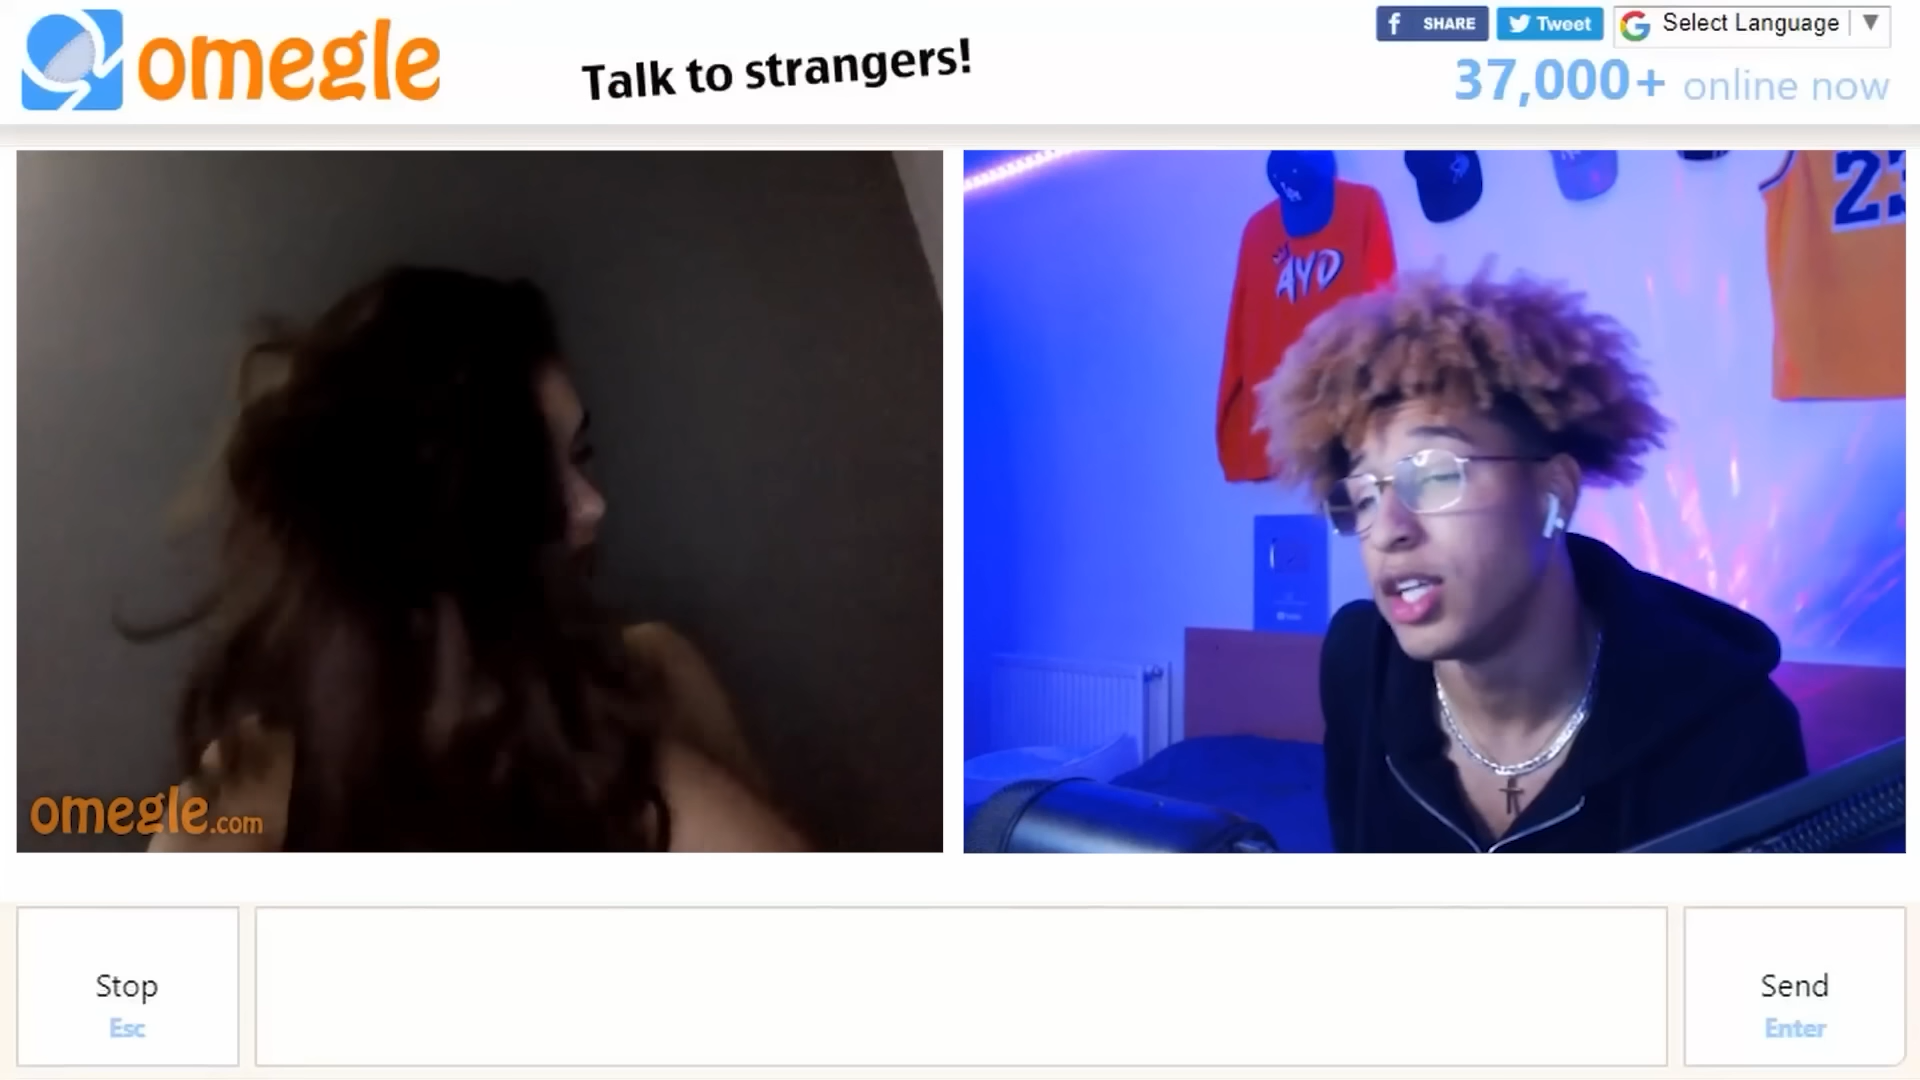 omegle
Talk to strangers!
f SHARE
Tweet
G Select Language ▼
37,000+ online now
AYD
23
omegle.com
Stop
Esc
Send
Enter